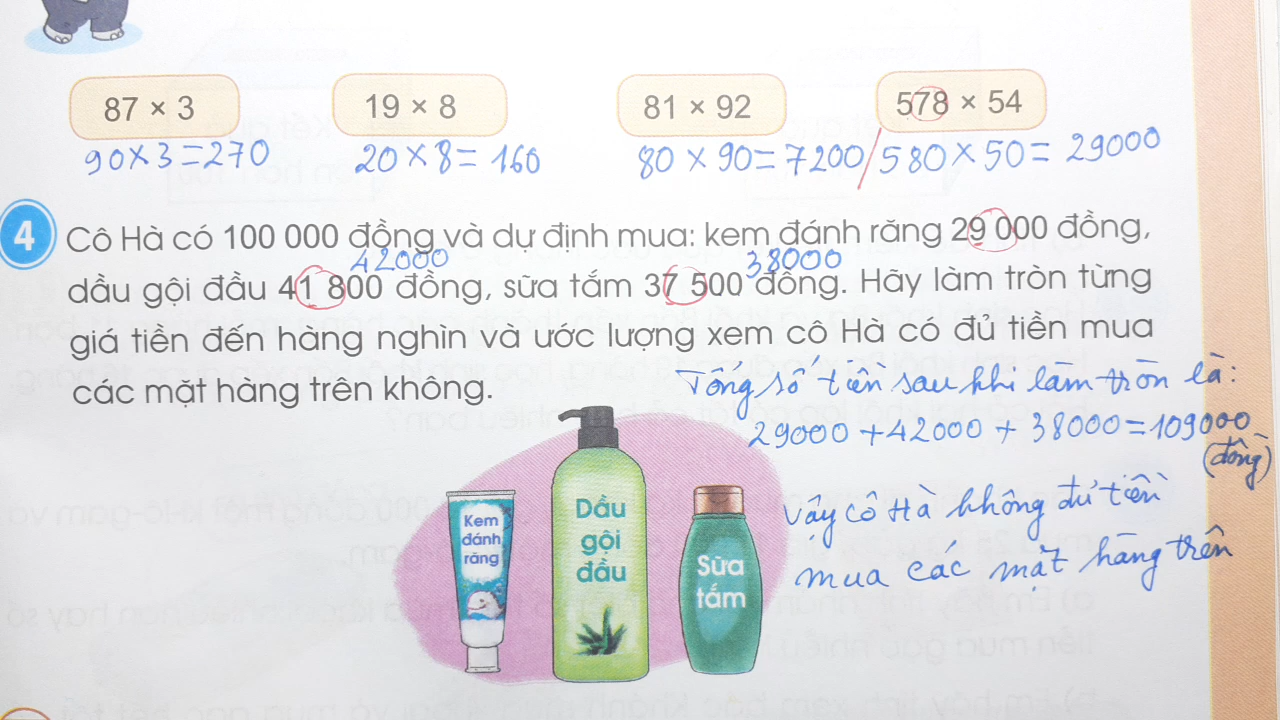 87 × 3 19 × 8 81 × 92 578 × 54
90×3=270 20×8=160 80×90=7200/580×50= 29000
4 Cô Hà có 100 000 đồng và dự định mua: kem đánh răng 29 000 đồng,
42000 38000
dầu gội đầu 41 800 đồng, sữa tắm 37 500 đồng. Hãy làm tròn từng
giá tiền đến hàng nghìn và ước lượng xem cô Hà có đủ tiền mua
các mặt hàng trên không.
Tổng số tiền sau khi làm tròn là:
29000 + 42000 + 38000 = 109000
(đồng)
Vậy cô Hà không đủ tiền
mua các mặt hàng trên
Kem
đánh
răng
Dầu
gội
đầu
Sữa
tắm